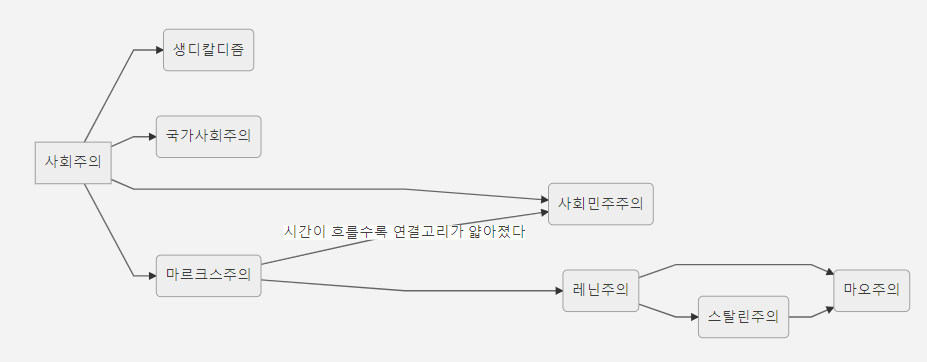 생디칼디즘
국가사회주의
사회주의
사회민주주의
시간이 흐를수록 연결고리가 얇아졌다
마르크스주의
레닌주의
마오주의
스탈린주의